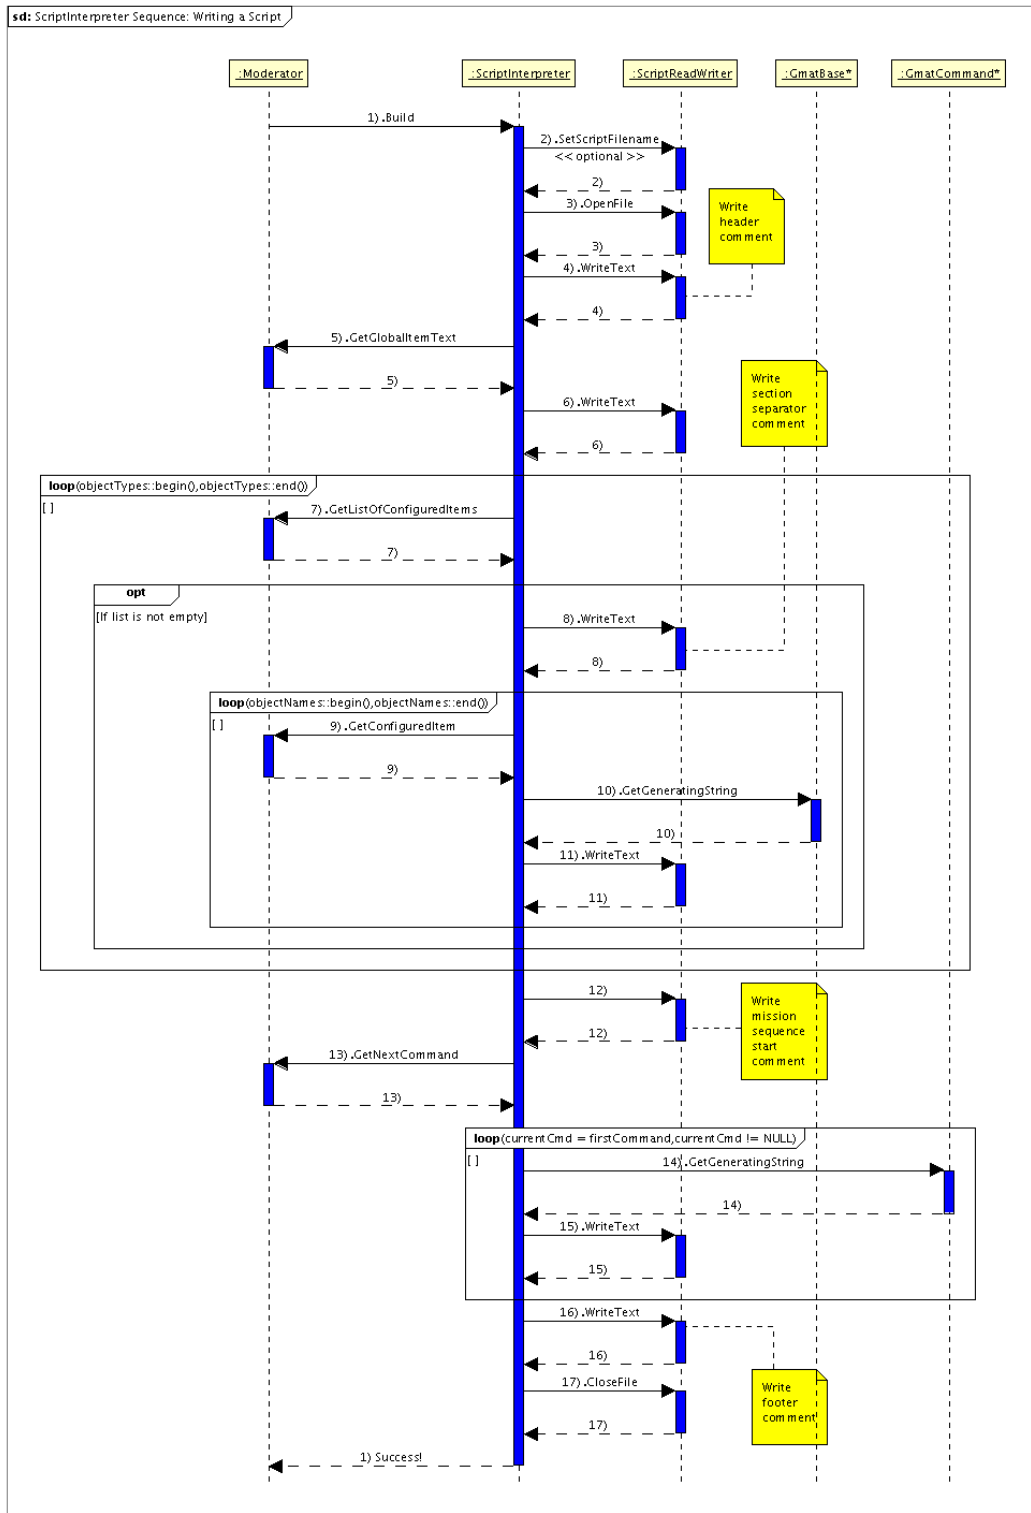 sd: ScriptInterpreter Sequence: Writing a Script
:Moderator
:ScriptInterpreter
:ScriptReadWriter
:GmatBase*
:GmatCommand*
1).Build
2).SetScriptFilename
<< optional >>
2)
3).OpenFile
Write
header
comment
3)
4).WriteText
4)
5).GetGlobalItemText
5)
Write
section
separator
comment
6).WriteText
6)
loop(objectTypes::begin(),objectTypes::end())
[ ]
7).GetListOfConfiguredItems
7)
opt
[If list is not empty]
8).WriteText
8)
loop(objectNames::begin(),objectNames::end())
[ ]
9).GetConfiguredItem
9)
10).GetGeneratingString
10)
11).WriteText
11)
12)
Write
mission
sequence
start
comment
12)
13).GetNextCommand
13)
loop(currentCmd = firstCommand,currentCmd != NULL)
[ ]
14).GetGeneratingString
14)
15).WriteText
15)
16).WriteText
16)
17).CloseFile
Write
footer
comment
17)
1) Success!